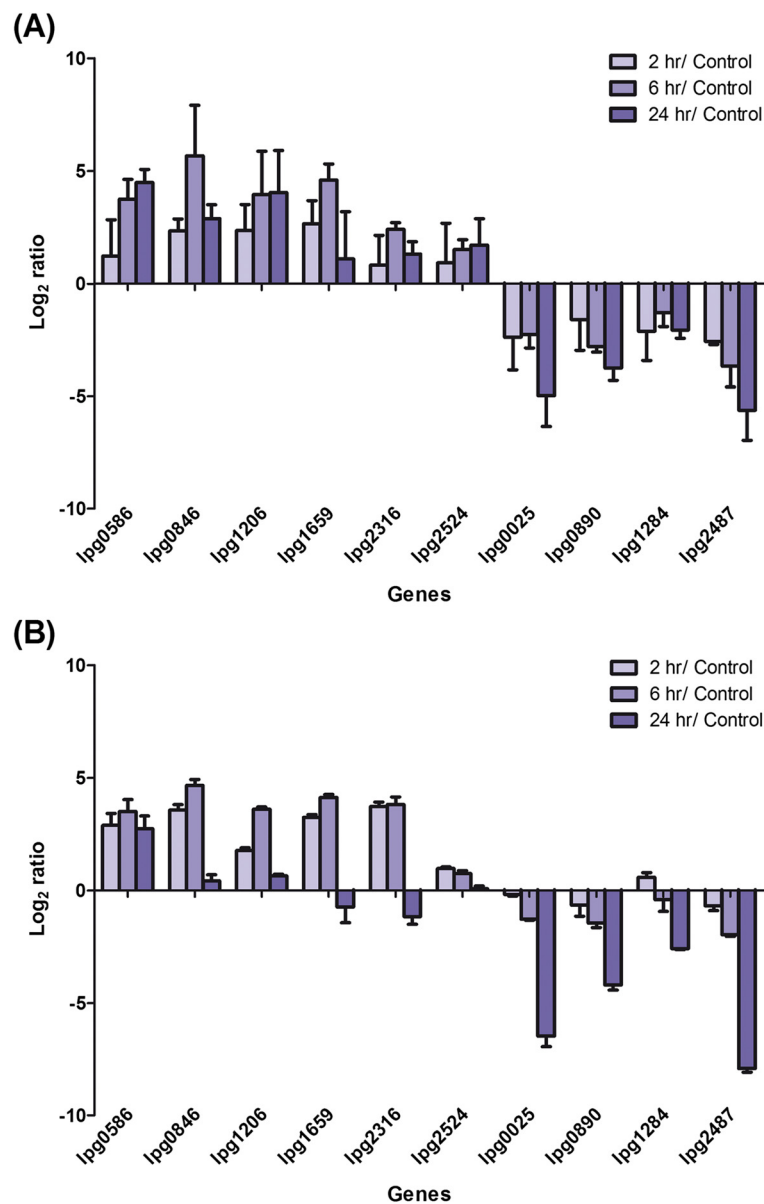 (A)
10
5
0
-5
-10
Log2 ratio
2 hr/ Control
6 hr/ Control
24 hr/ Control
lpg0586
lpg0846
lpg1206
lpg1659
lpg2316
lpg2524
lpg0025
lpg0890
lpg1284
lpg2487
Genes
(B)
10
5
0
-5
-10
Log2 ratio
2 hr/ Control
6 hr/ Control
24 hr/ Control
lpg0586
lpg0846
lpg1206
lpg1659
lpg2316
lpg2524
lpg0025
lpg0890
lpg1284
lpg2487
Genes